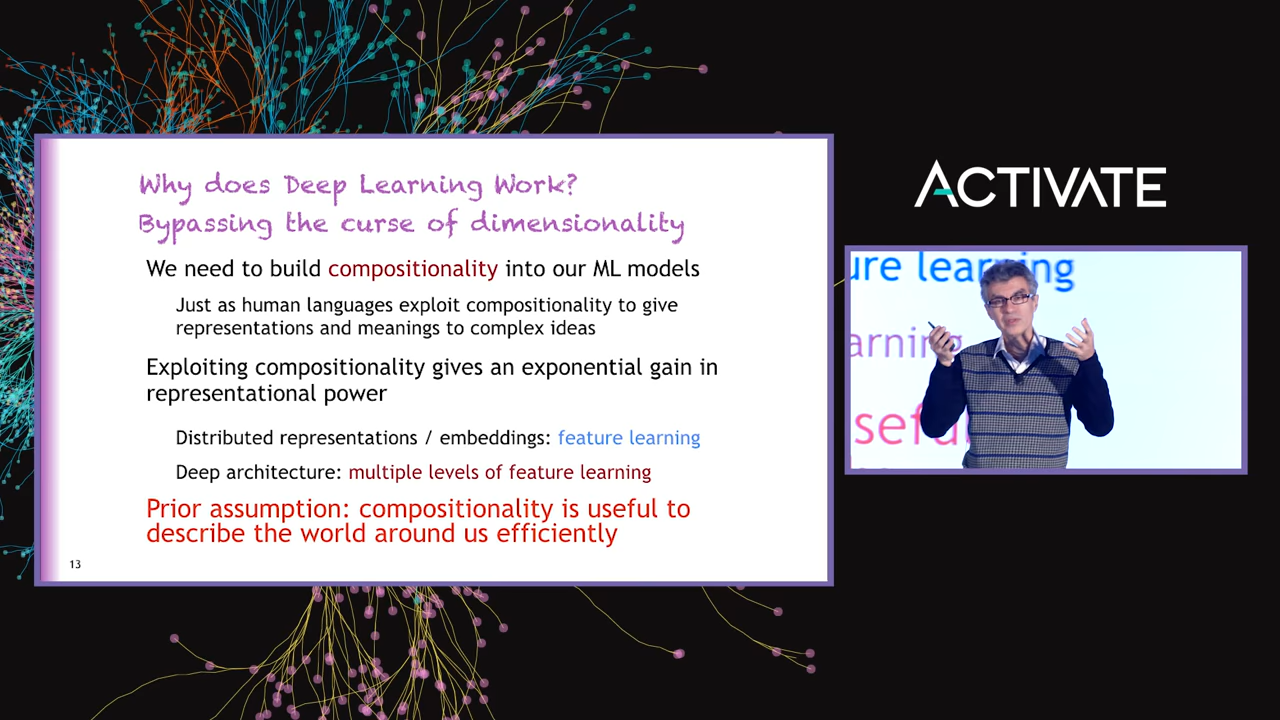 Why does Deep Learning Work?
Bypassing the curse of dimensionality
We need to build compositionality into our ML models
Just as human languages exploit compositionality to give
representations and meanings to complex ideas
Exploiting compositionality gives an exponential gain in
representational power
Distributed representations / embeddings: feature learning
Deep architecture: multiple levels of feature learning
Prior assumption: compositionality is useful to
describe the world around us efficiently
13
ACTIVATE
ure learning
arning
seful